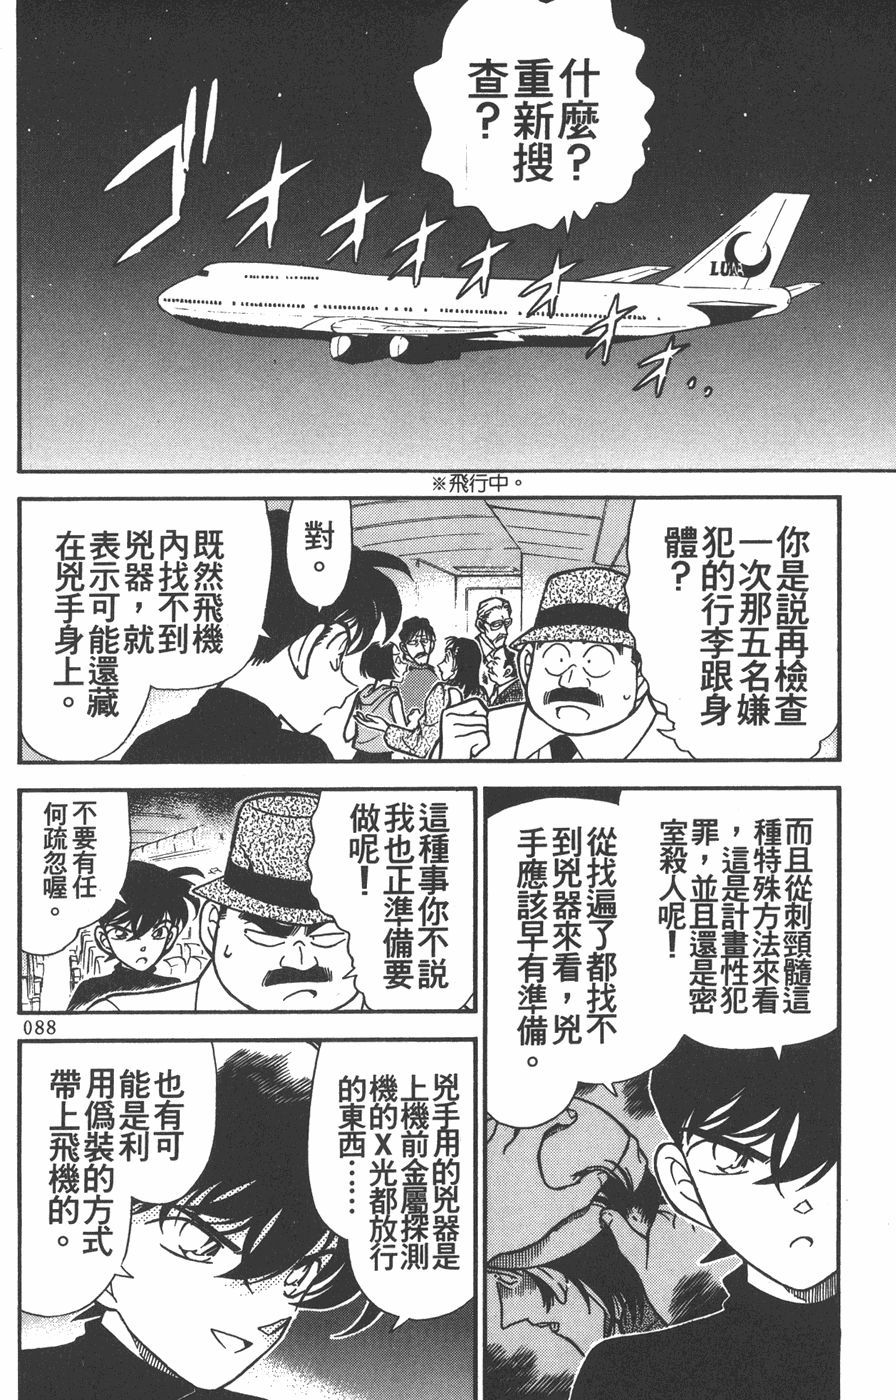 什麼？
重新搜
查？
LUNA
ゴオオオオオオ・・
※飛行中。
你是說再檢查
一次那五名嫌
犯的行李跟身
體？
對。
既然飛機
內找不到
兇器，就
表示可能還藏
在兇手身上。
而且從刺頸髓這
種特殊方法來看
，這是計畫性犯
罪，並且還是密
室殺人呢！
從找遍了都找不
到兇器來看，兇
手應該早有準備。
這種事你不說
我也正準備要
做呢！
不要有任
何疏忽喔。
088
兇手用的兇器是
上機前金屬探測
機的X光都放行
的東西……
也有可
能是利
用偽裝的方式
帶上飛機的。